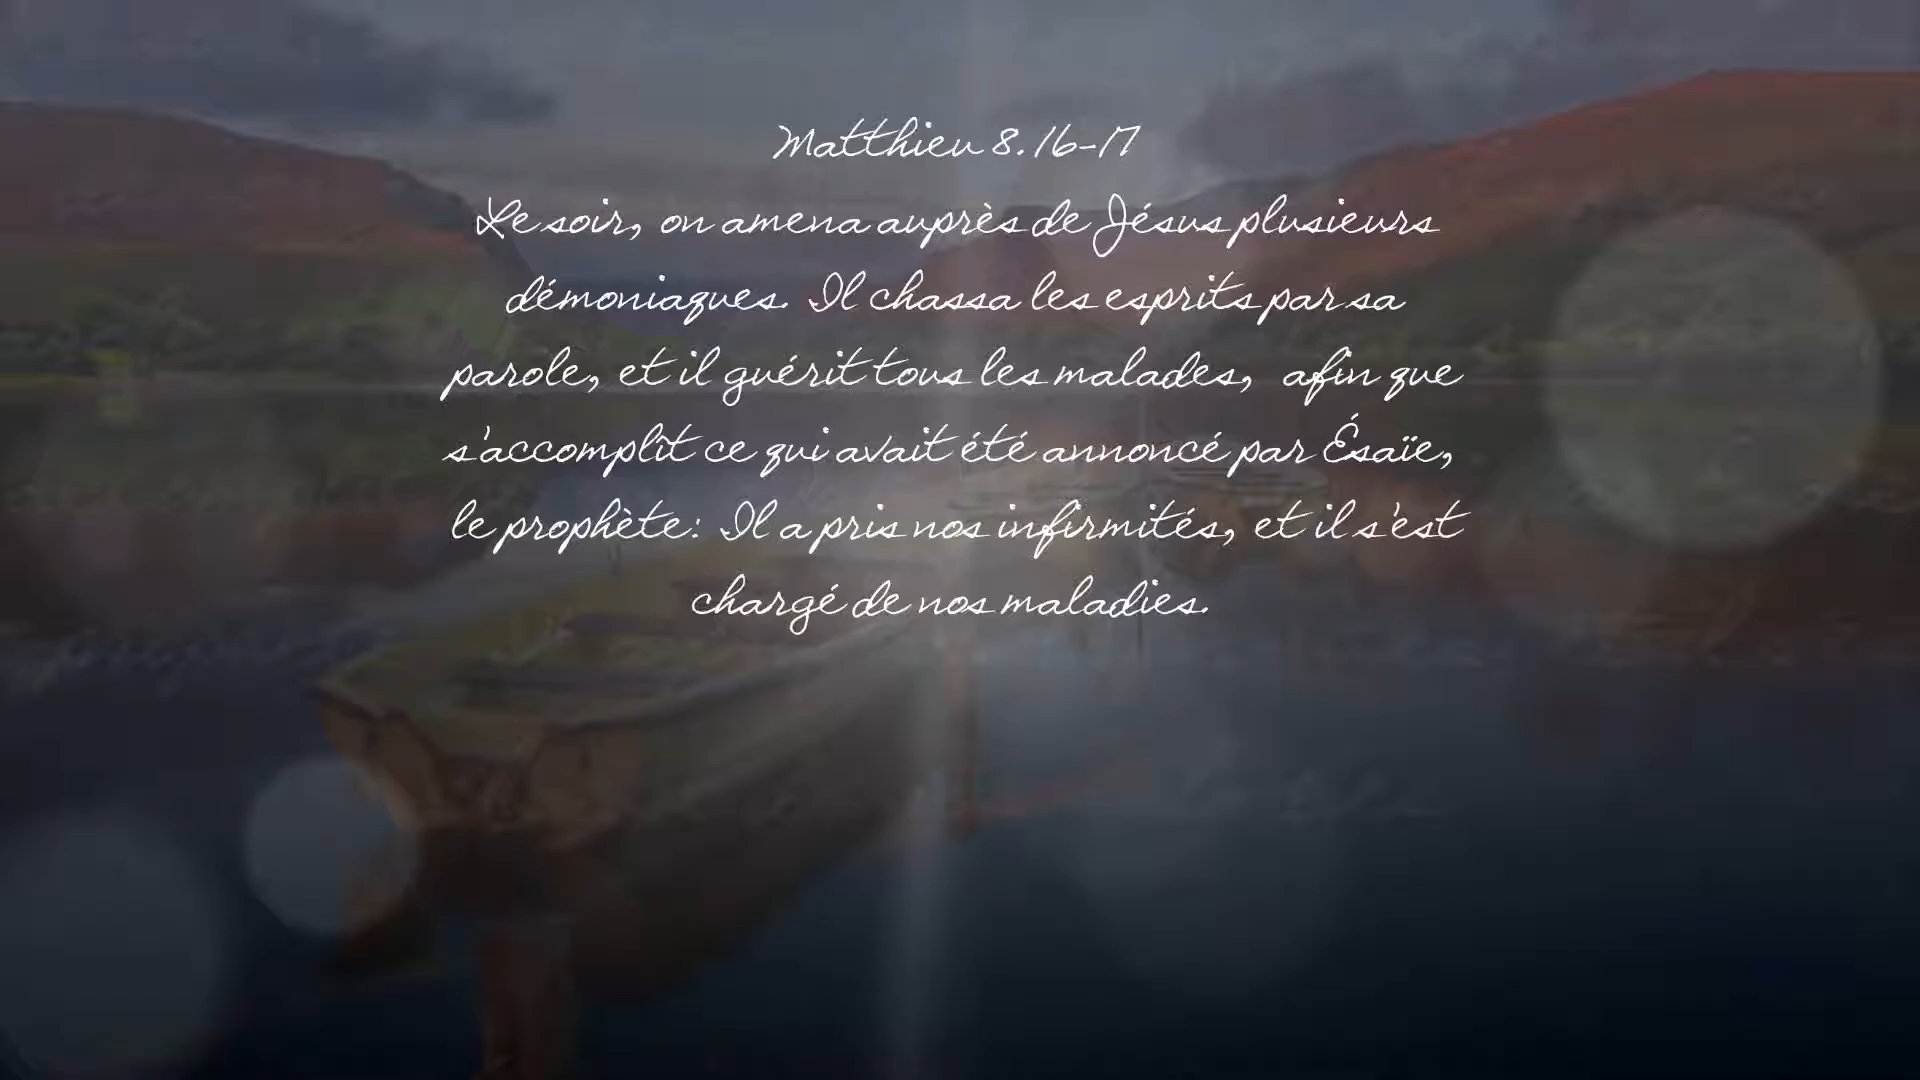 Matthieu 8. 16-17
Le soir, on amena auprès de Jésus plusieurs
démoniaques. Il chassa les esprits par sa
parole, et il guérit tous les malades, afin que
s'accomplît ce qui avait été annoncé par Ésaïe,
le prophète: Il a pris nos infirmités, et il s'est
chargé de nos maladies.